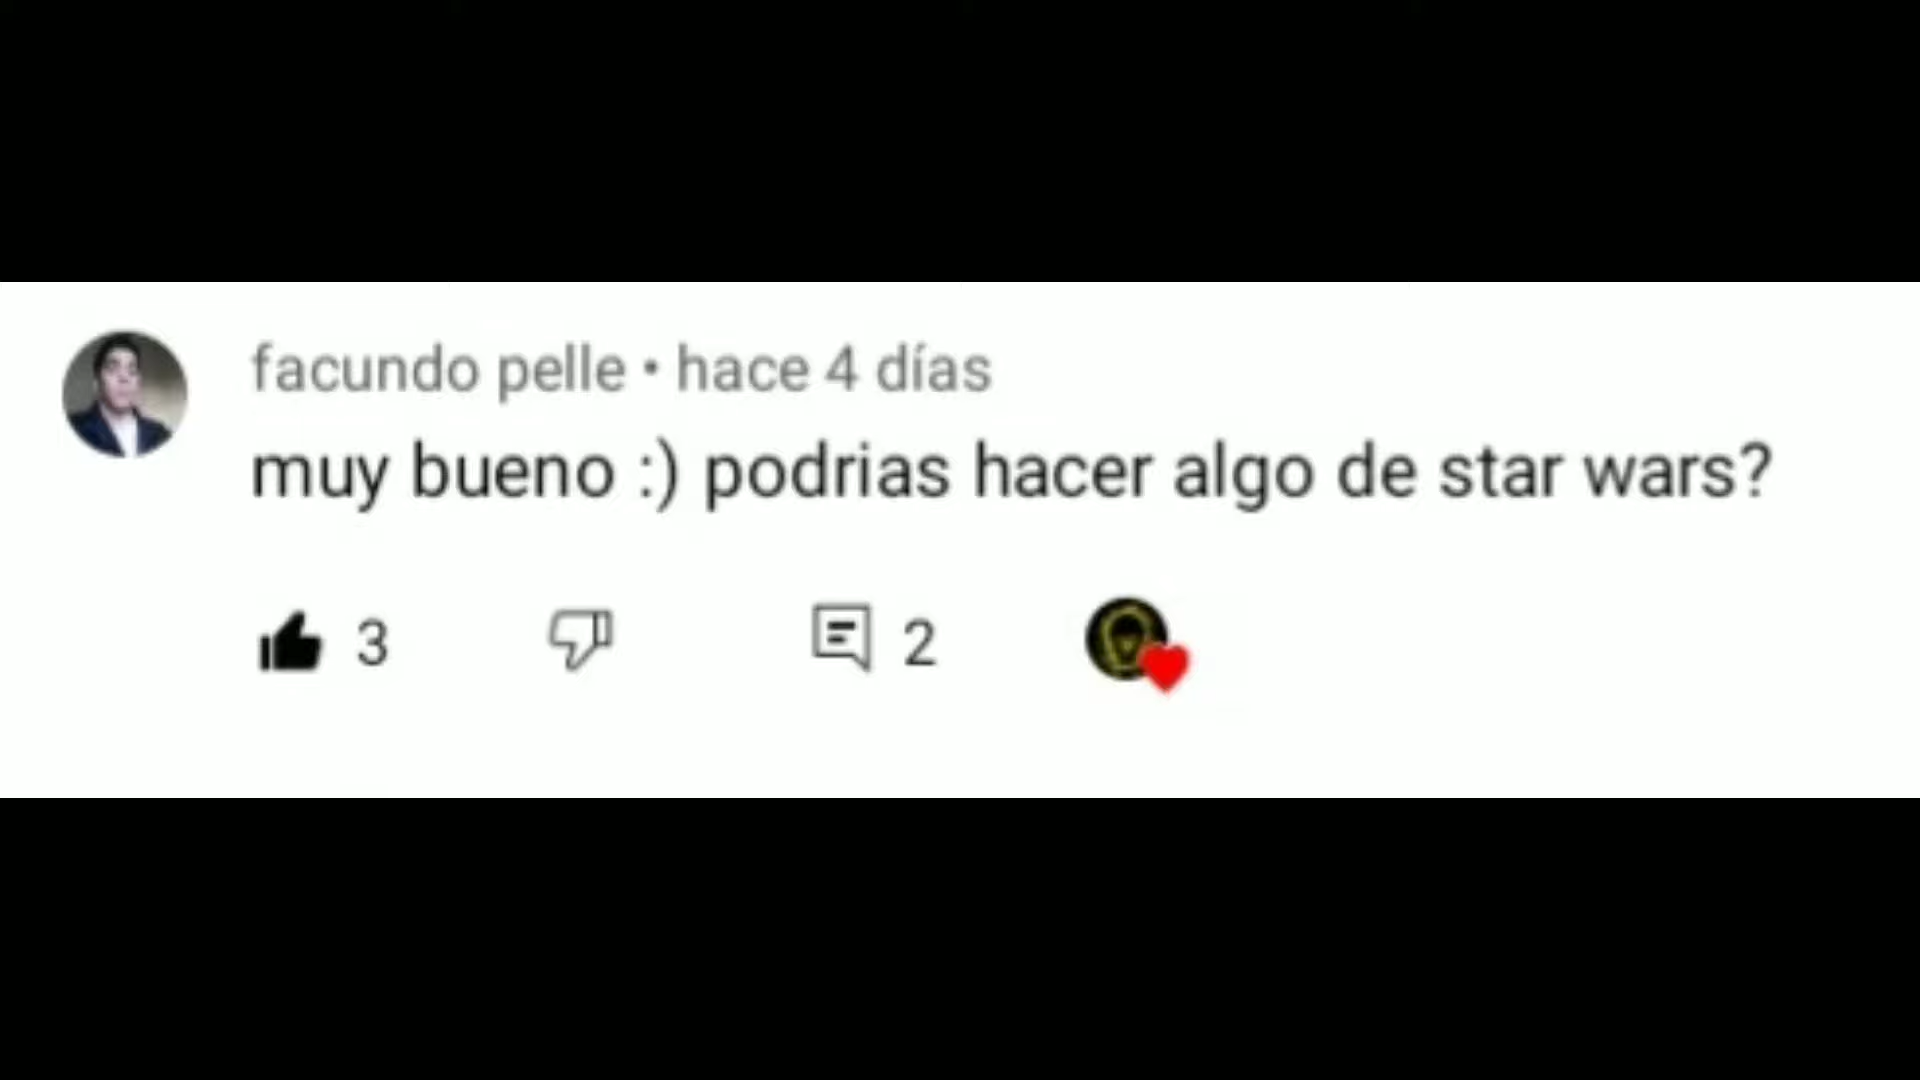 facundo pelle • hace 4 días
muy bueno :) podrias hacer algo de star wars?
3 2